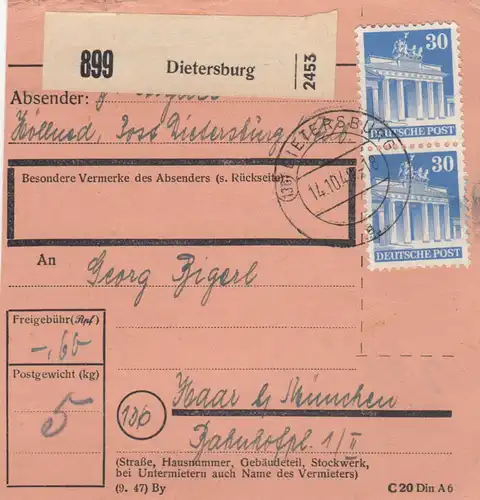 899 Dietersburg 2453
30
DEUTSCHE POST
30
DEUTSCHE POST
Absender:
Höllned, Post Dietersburg
DIETERSBURG
14.10.48
a
Besondere Vermerke des Absenders (s. Rückseite)
An Georg Bigerl
Freigebühr (Rpf.)
-,60
Postgewicht (kg)
5
(13b) Haar b/ München
Bahnhofpl. 1/II
(Straße, Hausnummer, Gebäudeteil, Stockwerk,
bei Untermietern auch Name des Vermieters)
(9. 47) By
C 20 Din A 6